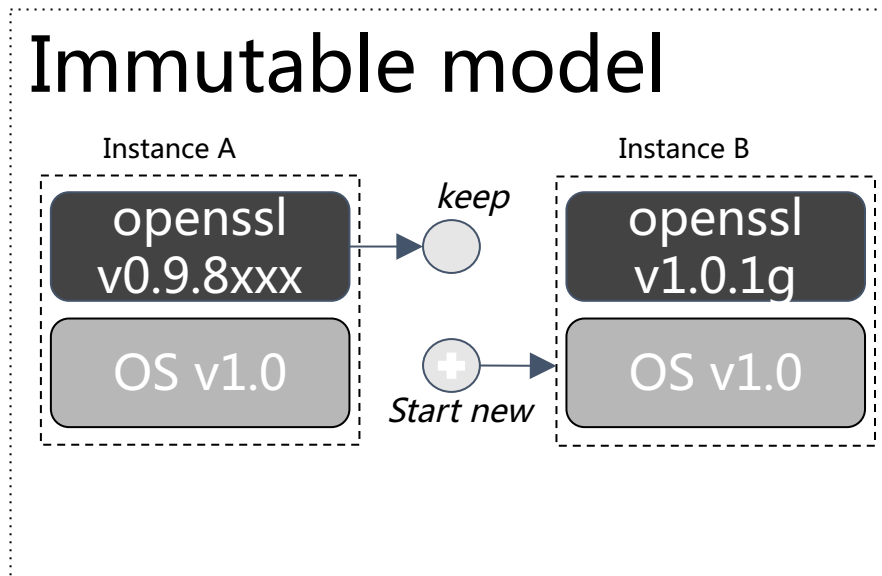 Immutable model
Instance A
Instance B
keep
openssl
v0.9.8xxx
openssl
v1.0.1g
OS v1.0
OS v1.0
Start new